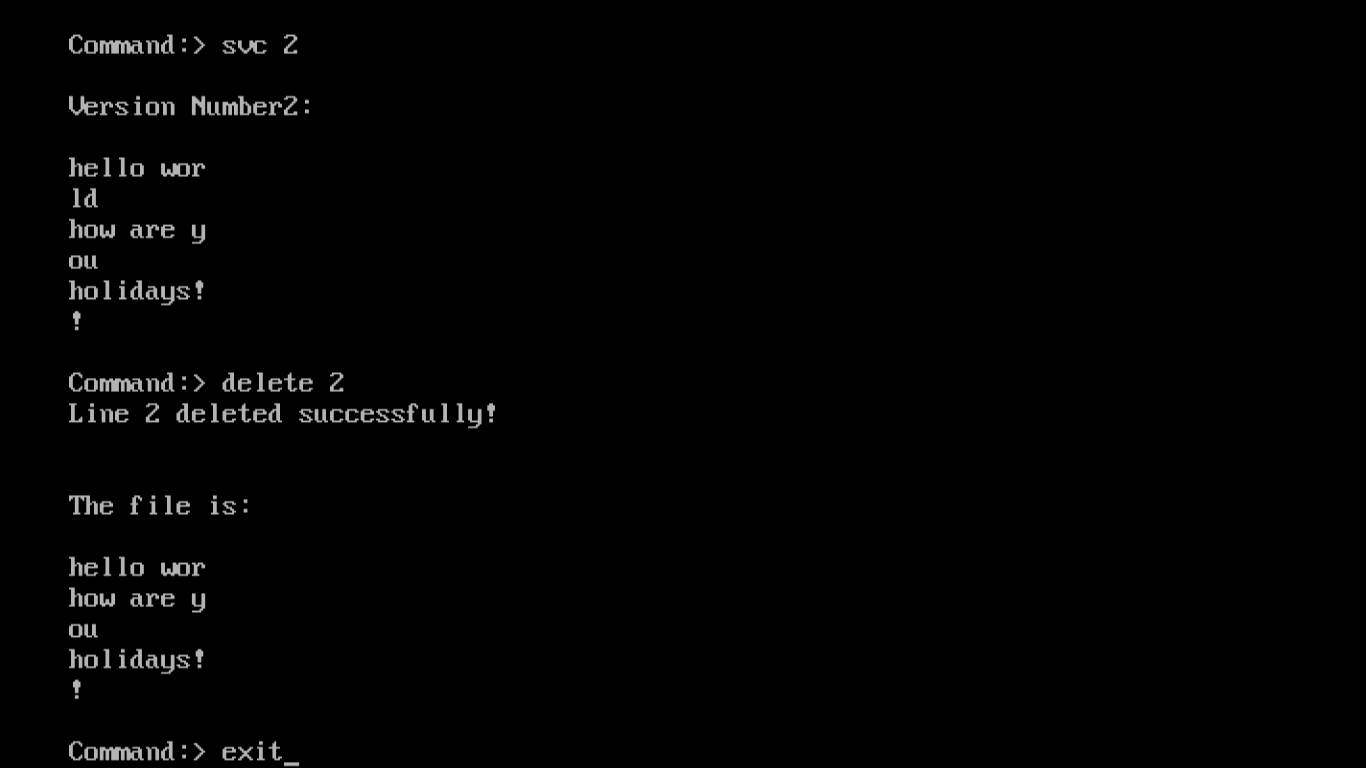 Command:> svc 2
Version Number2:
hello wor
ld
how are y
ou
holidays!
!
Command:> delete 2
Line 2 deleted successfully!
The file is:
hello wor
how are y
ou
holidays!
!
Command:> exit_